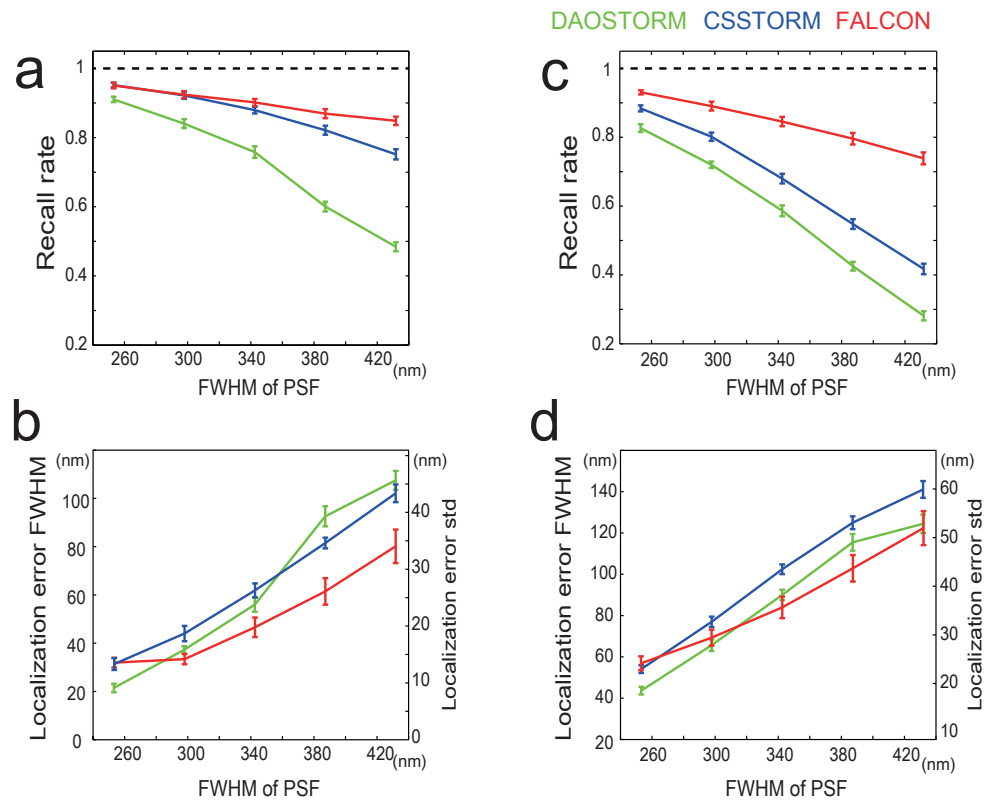 DAOSTORM CSSTORM FALCON
a
1
0.8
0.6
0.4
0.2
Recall rate
260 300 340 380 420 (nm)
FWHM of PSF
c
1
0.8
0.6
0.4
0.2
Recall rate
260 300 340 380 420 (nm)
FWHM of PSF
b
(nm)
100
80
60
40
20
0
Localization error FWHM
(nm)
40
30
20
10
0
Localization error std
260 300 340 380 420 (nm)
FWHM of PSF
d
(nm)
140
120
100
80
60
40
20
Localization error FWHM
(nm)
60
50
40
30
20
10
Localization error std
260 300 340 380 420 (nm)
FWHM of PSF